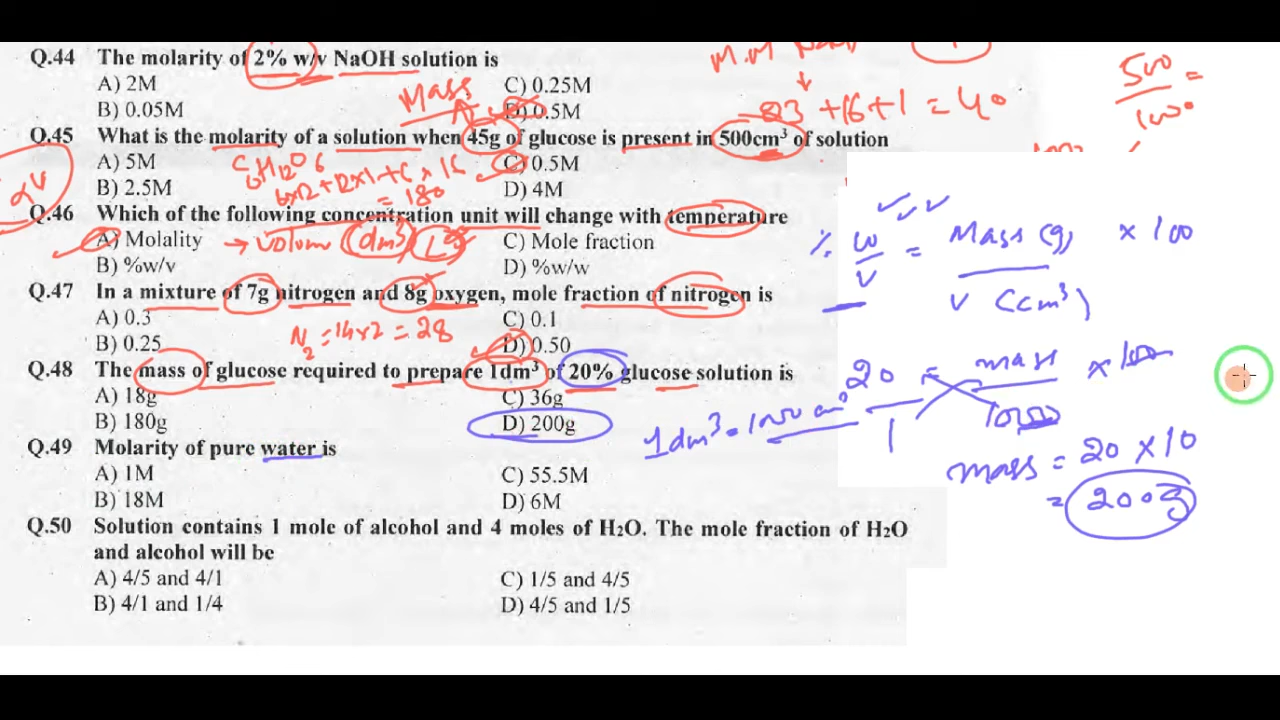 Q.44 The molarity of 2% w/v NaOH solution is
A) 2M C) 0.25M
B) 0.05M D) 0.5M
Mass
+16+1 = 40
500
Q.45 What is the molarity of a solution when 45g of glucose is present in 500cm³ of solution
A) 5M C) 0.5M
B) 2.5M D) 4M
C6H12O6
6x12+12x1+6x16
= 180
Q.46 Which of the following concentration unit will change with temperature
A) Molality → volume (dm³) C) Mole fraction
B) %w/v D) %w/w
Q.47 In a mixture of 7g nitrogen and 8g oxygen, mole fraction of nitrogen is
A) 0.3 C) 0.1
B) 0.25 D) 0.50
N2 = 14x2 = 28
Q.48 The mass of glucose required to prepare 1dm³ of 20% glucose solution is
A) 18g C) 36g
B) 180g D) 200g
Q.49 Molarity of pure water is
A) 1M C) 55.5M
B) 18M D) 6M
Q.50 Solution contains 1 mole of alcohol and 4 moles of H2O. The mole fraction of H2O
and alcohol will be
A) 4/5 and 4/1 C) 1/5 and 4/5
B) 4/1 and 1/4 D) 4/5 and 1/5
% w/v = Mass (g) / V (cm³) x 100
20/1 = mass/1000 x 100
1dm³ = 1000 cm³
mass = 20 x 10
= 200g